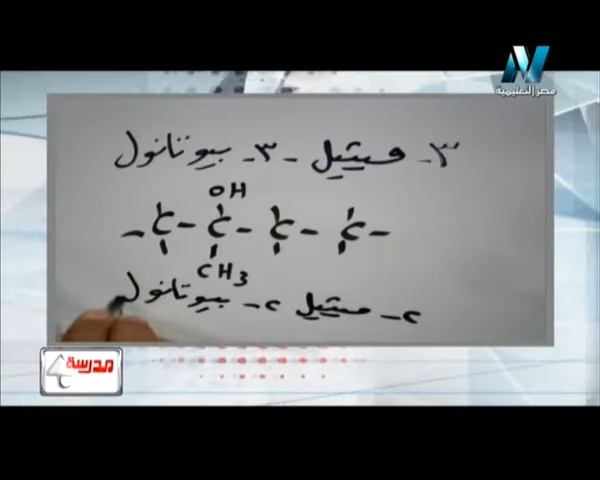 مصر التعليمية
٣- ميثيل -٣- بيوتانول
OH
- C - C - C - C -
CH3
٢- ميثيل ٢- بيوتانول
مدرسة